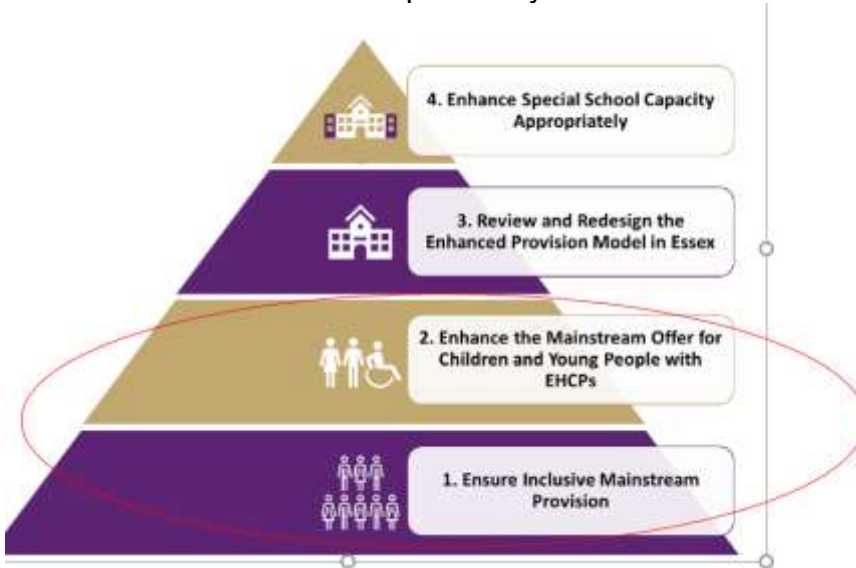 4. Enhance Special School Capacity
Appropriately
3. Review and Redesign the
Enhanced Provision Model in Essex
2. Enhance the Mainstream Offer for
Children and Young People with
EHCPs
1. Ensure Inclusive Mainstream
Provision